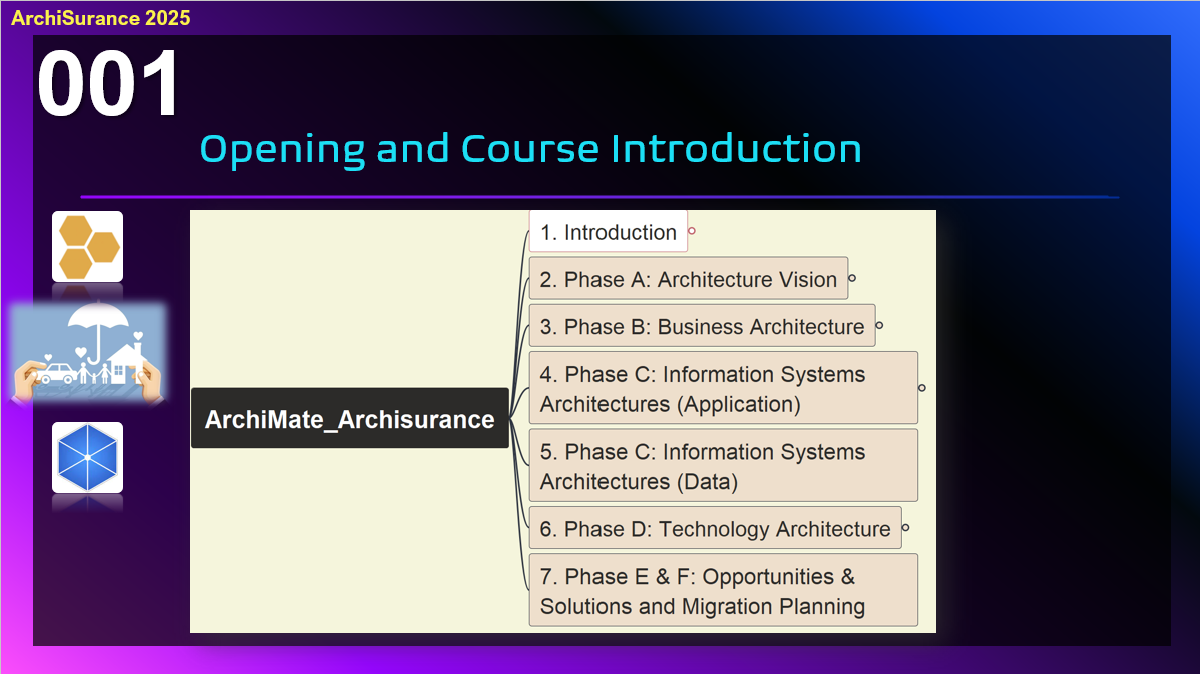 ArchiSurance 2025
001
Opening and Course Introduction
ArchiMate_Archisurance
1. Introduction
2. Phase A: Architecture Vision
3. Phase B: Business Architecture
4. Phase C: Information Systems
Architectures (Application)
5. Phase C: Information Systems
Architectures (Data)
6. Phase D: Technology Architecture
7. Phase E & F: Opportunities &
Solutions and Migration Planning